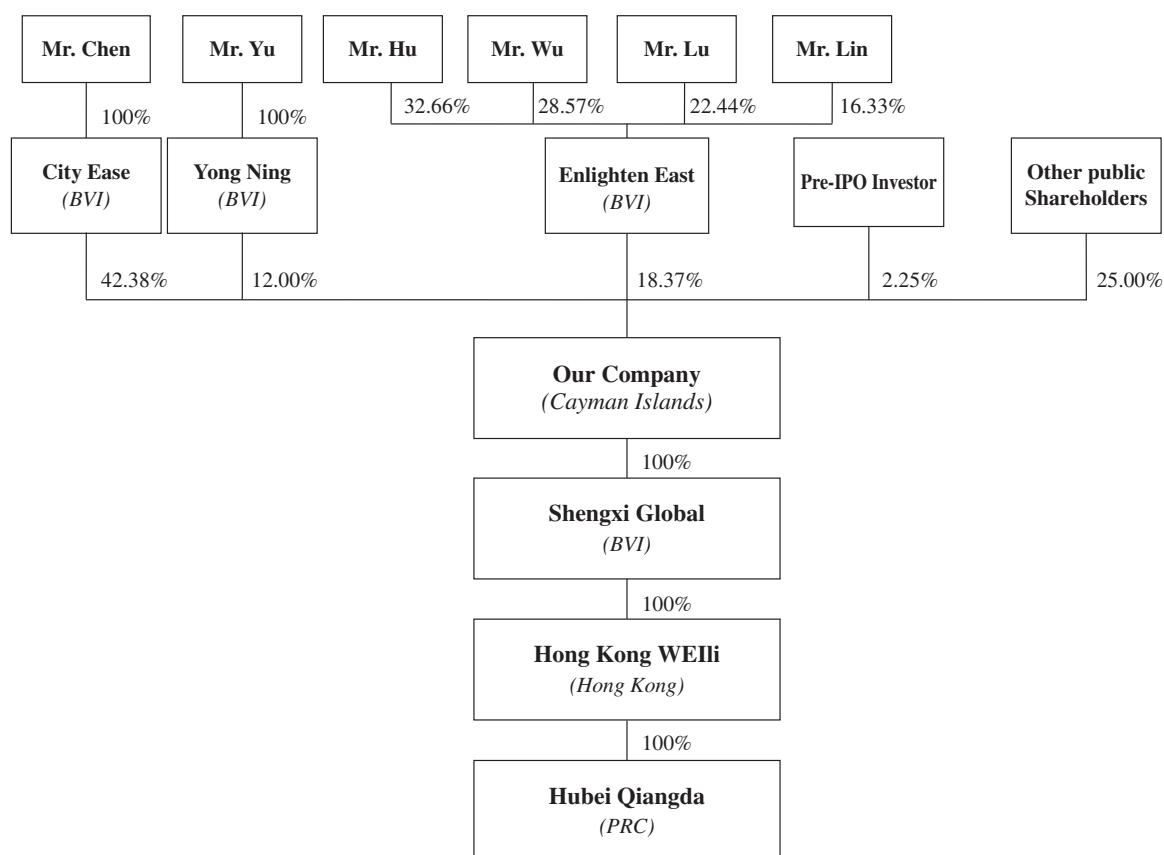 Mr. Chen
Mr. Yu
Mr. Hu
Mr. Wu
Mr. Lu
Mr. Lin
100%
100%
32.66%
28.57%
22.44%
16.33%
City Ease
(BVI)
Yong Ning
(BVI)
Enlighten East
(BVI)
Pre-IPO Investor
Other public
Shareholders
42.38%
12.00%
18.37%
2.25%
25.00%
Our Company
(Cayman Islands)
100%
Shengxi Global
(BVI)
100%
Hong Kong WEIli
(Hong Kong)
100%
Hubei Qiangda
(PRC)